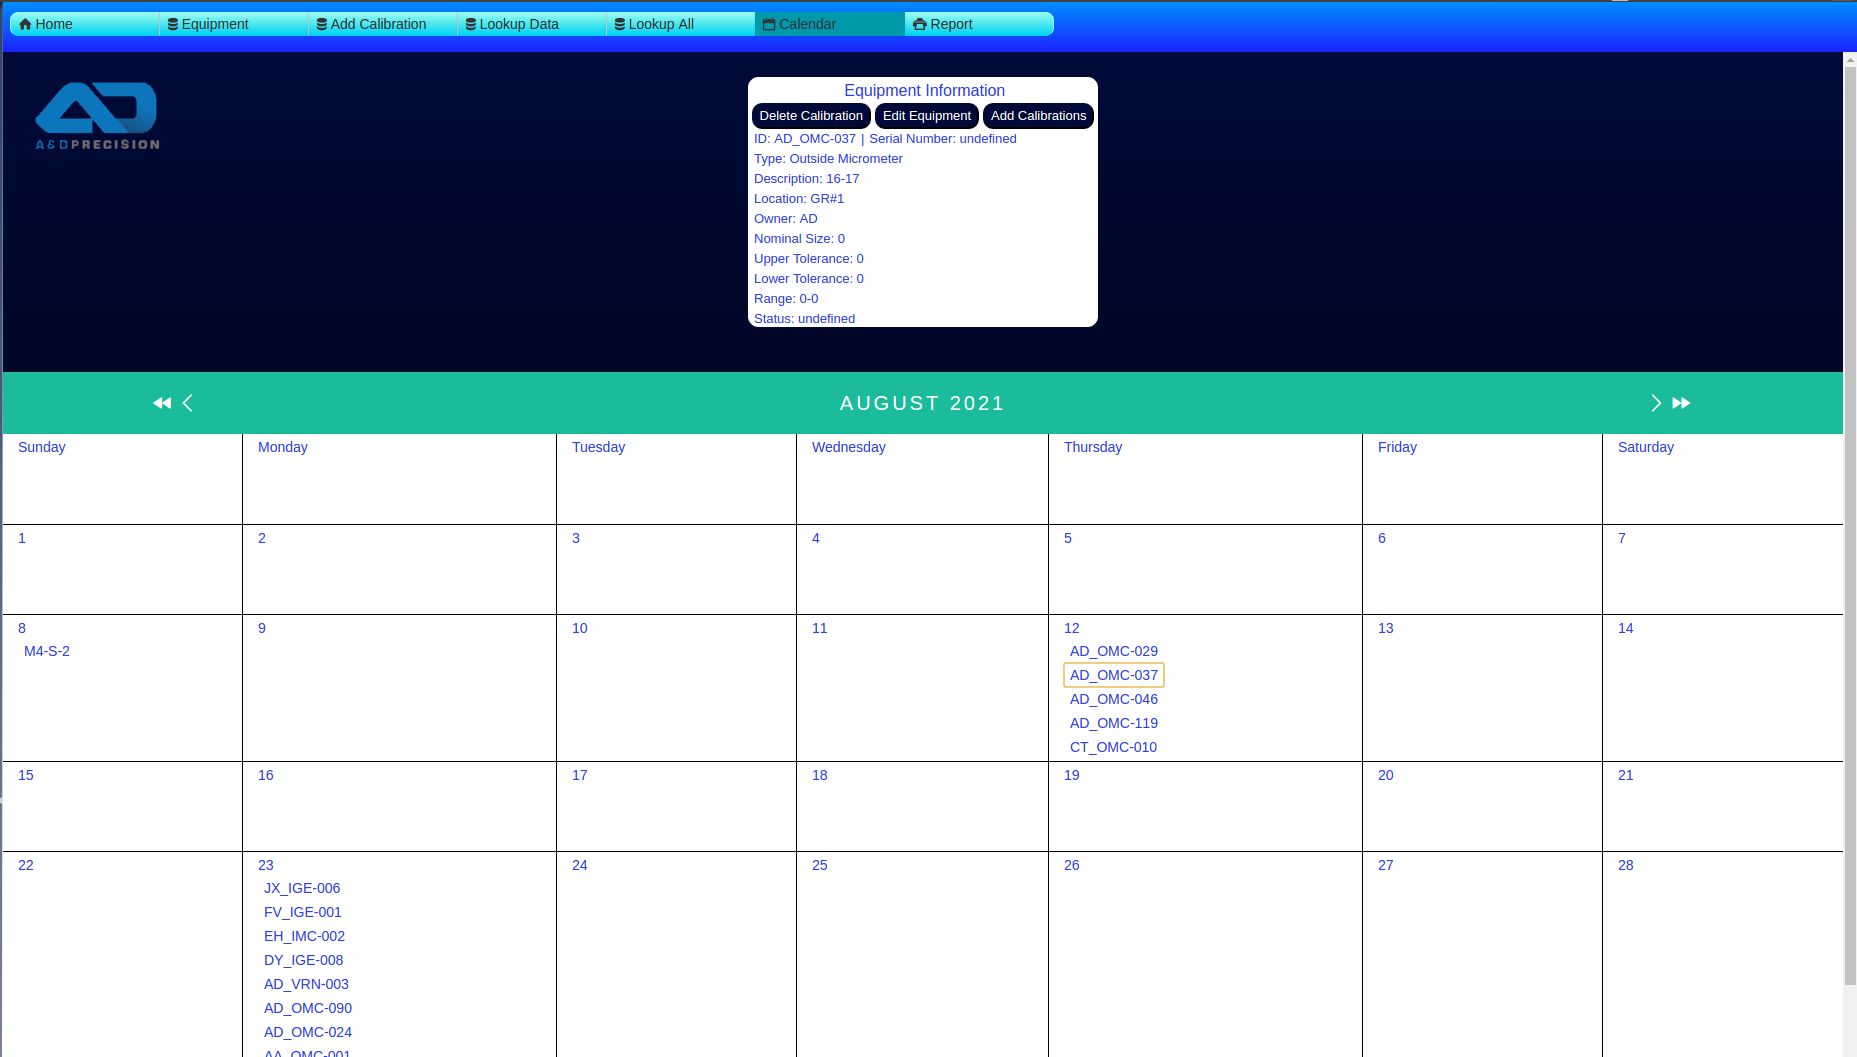 Home Equipment Add Calibration Lookup Data Lookup All Calendar Report
A&DPRECISION
Equipment Information
Delete Calibration Edit Equipment Add Calibrations
ID: AD_OMC-037 | Serial Number: undefined
Type: Outside Micrometer
Description: 16-17
Location: GR#1
Owner: AD
Nominal Size: 0
Upper Tolerance: 0
Lower Tolerance: 0
Range: 0-0
Status: undefined
AUGUST 2021
Sunday Monday Tuesday Wednesday Thursday Friday Saturday
1 2 3 4 5 6 7
8 9 10 11 12 13 14
M4-S-2 AD_OMC-029
AD_OMC-037
AD_OMC-046
AD_OMC-119
CT_OMC-010
15 16 17 18 19 20 21
22 23 24 25 26 27 28
JX_IGE-006
FV_IGE-001
EH_IMC-002
DY_IGE-008
AD_VRN-003
AD_OMC-090
AD_OMC-024
AA_OMC-001